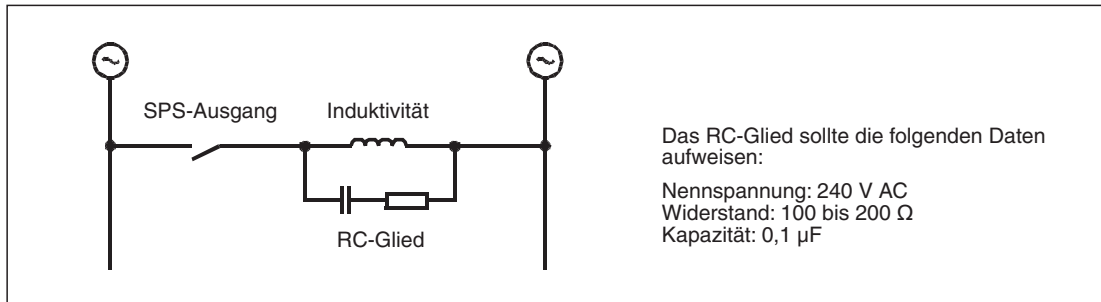 SPS-Ausgang
Induktivität
RC-Glied
Das RC-Glied sollte die folgenden Daten
aufweisen:
Nennspannung: 240 V AC
Widerstand: 100 bis 200 Ω
Kapazität: 0,1 µF